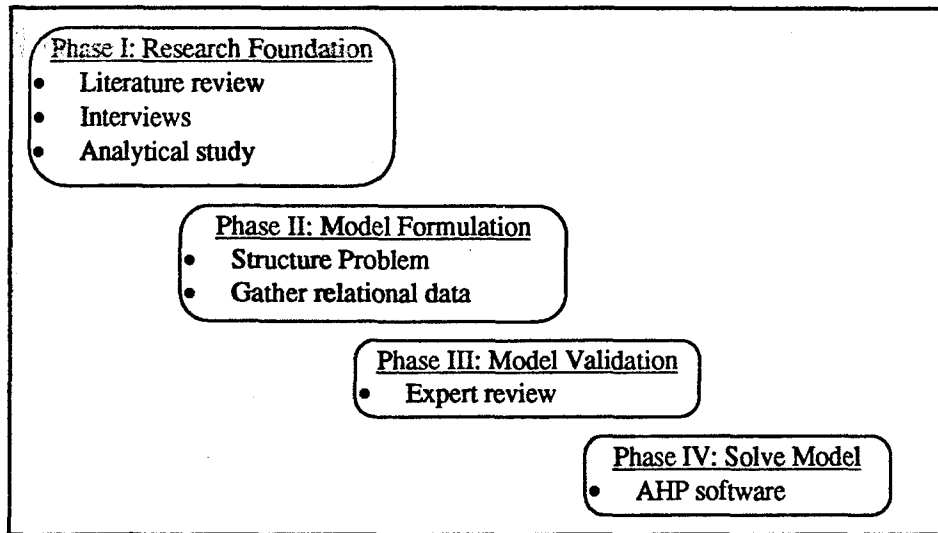 Phase I: Research Foundation
• Literature review
• Interviews
• Analytical study
Phase II: Model Formulation
• Structure Problem
• Gather relational data
Phase III: Model Validation
• Expert review
Phase IV: Solve Model
• AHP software